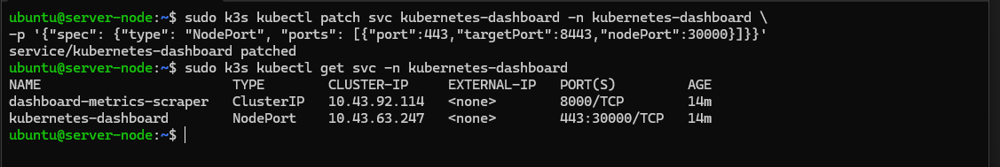 ubuntu@server-node:~$ sudo k3s kubectl patch svc kubernetes-dashboard -n kubernetes-dashboard \
-p '{"spec": {"type": "NodePort", "ports": [{"port":443,"targetPort":8443,"nodePort":30000}]}}'
service/kubernetes-dashboard patched
ubuntu@server-node:~$ sudo k3s kubectl get svc -n kubernetes-dashboard
NAME                        TYPE        CLUSTER-IP     EXTERNAL-IP   PORT(S)         AGE
dashboard-metrics-scraper   ClusterIP   10.43.92.114   <none>        8000/TCP        14m
kubernetes-dashboard        NodePort    10.43.63.247   <none>        443:30000/TCP   14m
ubuntu@server-node:~$